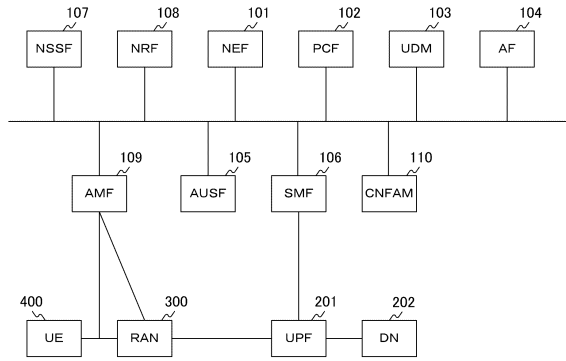 107 108 101 102 103 104
NSSF NRF NEF PCF UDM AF
109 105 106 110
AMF AUSF SMF CNFAM
400 300 201 202
UE RAN UPF DN